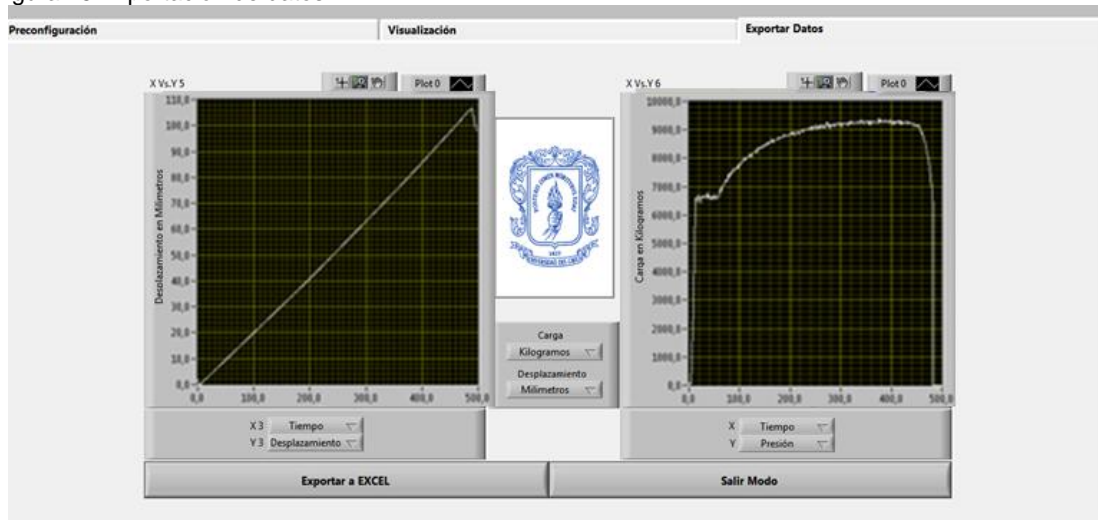 Preconfiguración
Visualización
Exportar Datos
X Vs.Y 5
Plot 0
Desplazamiento en Milímetros
110,0
100,0
90,0
80,0
70,0
60,0
50,0
40,0
30,0
20,0
10,0
0,0
0,0 100,0 200,0 300,0 400,0 500,0
X 3 Tiempo
Y 3 Desplazamiento
Carga
Kilogramos
Desplazamiento
Milimetros
X Vs.Y 6
Plot 0
Carga en Kilogramos
10000,0
9000,0
8000,0
7000,0
6000,0
5000,0
4000,0
3000,0
2000,0
1000,0
0,0
0,0 100,0 200,0 300,0 400,0 500,0
X Tiempo
Y Presión
Exportar a EXCEL
Salir Modo